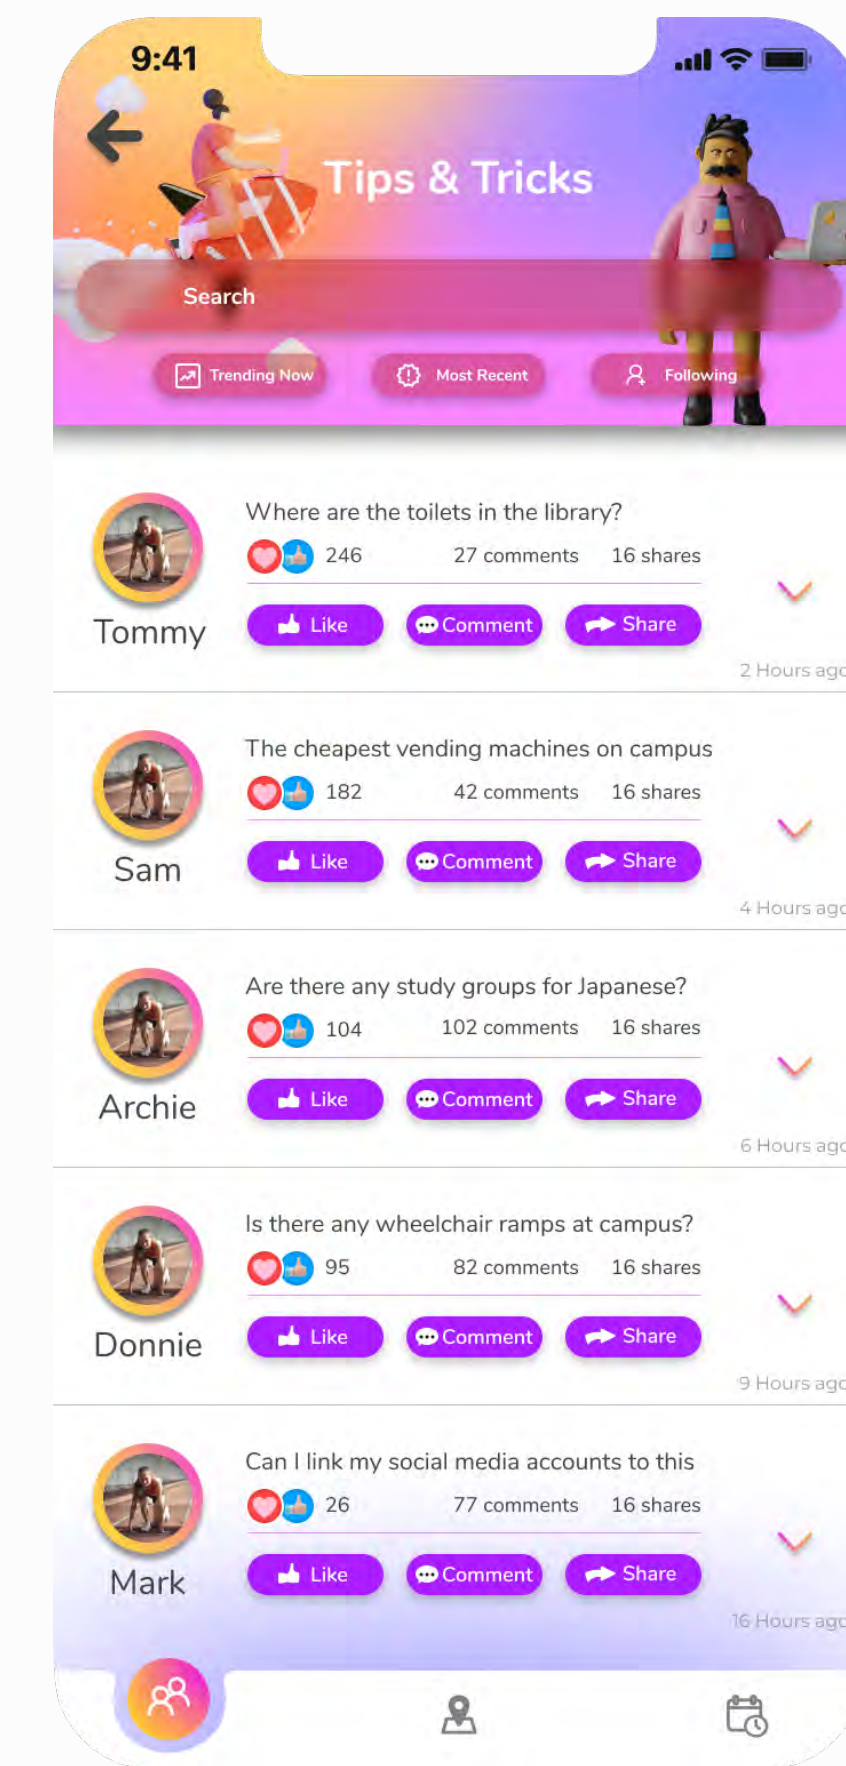 9:41
Tips & Tricks
Search
Trending Now Most Recent Following
Where are the toilets in the library?
246 27 comments 16 shares
Like Comment Share
Tommy
2 Hours ago
The cheapest vending machines on campus
182 42 comments 16 shares
Like Comment Share
Sam
4 Hours ago
Are there any study groups for Japanese?
104 102 comments 16 shares
Like Comment Share
Archie
6 Hours ago
Is there any wheelchair ramps at campus?
95 82 comments 16 shares
Like Comment Share
Donnie
9 Hours ago
Can I link my social media accounts to this
26 77 comments 16 shares
Like Comment Share
Mark
16 Hours ago